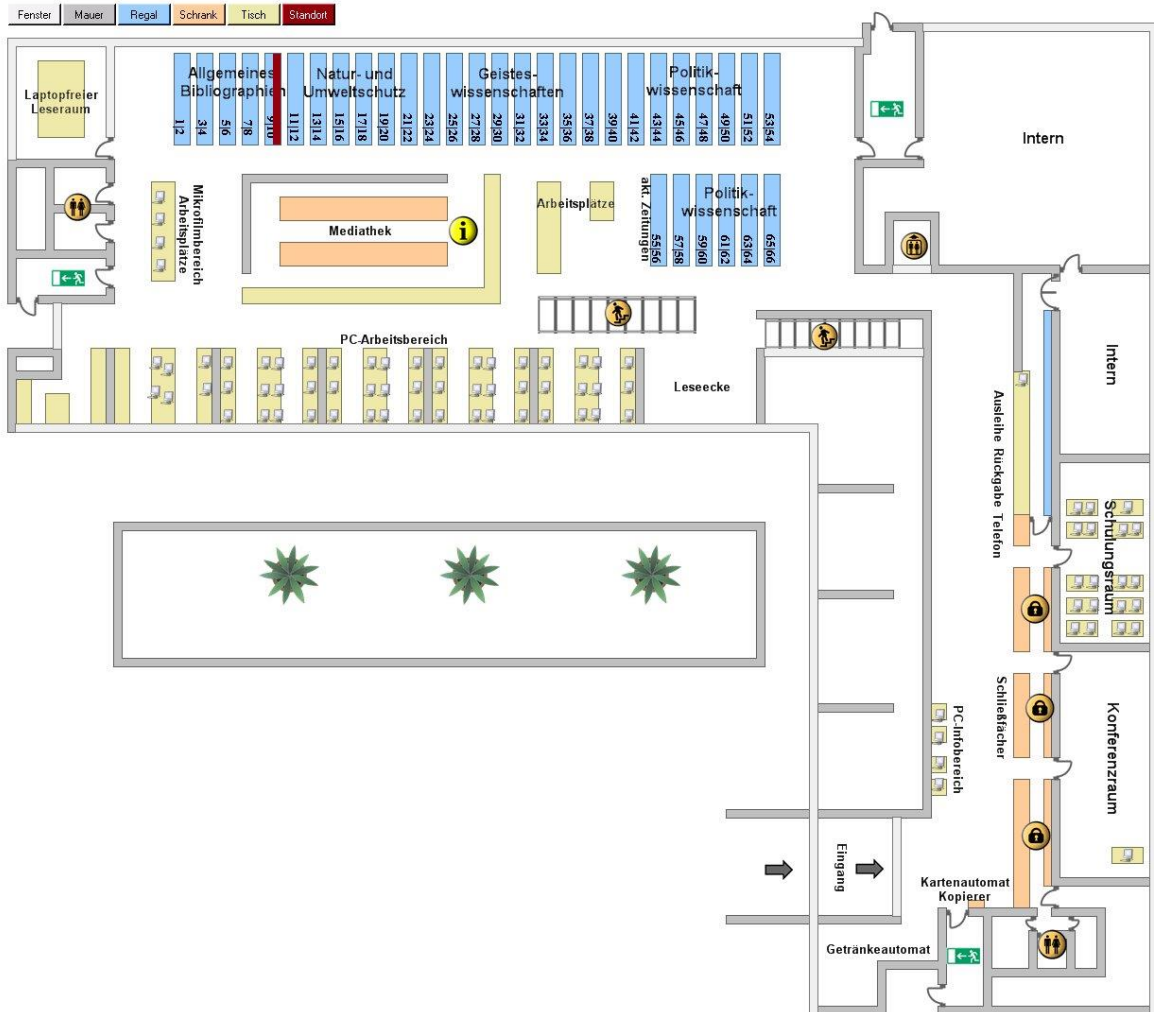 Fenster Mauer Regal Schrank Tisch Standort
Laptopfreier
Leseraum
Allgemeines
Bibliographien
Natur- und
Umweltschutz
Geistes-
wissenschaften
Politik-
wissenschaft
1|2 3|4 5|6 7|8 9|10 11|12 13|14 15|16 17|18 19|20 21|22 23|24 25|26 27|28 29|30 31|32 33|34 35|36 37|38 39|40 41|42 43|44 45|46 47|48 49|50 51|52 53|54
Intern
Mikrofilmbereich
Arbeitsplätze
Mediathek
i
Arbeitsplätze
akt. Zeitungen
Politik-
wissenschaft
55|56 57|58 59|60 61|62 63|64 65|66
PC-Arbeitsbereich
Leseecke
Ausleihe Rückgabe Telefon
Intern
Schulungsraum
Schließfächer
PC-Infobereich
Konferenzraum
Eingang
Kartenautomat
Kopierer
Getränkeautomat